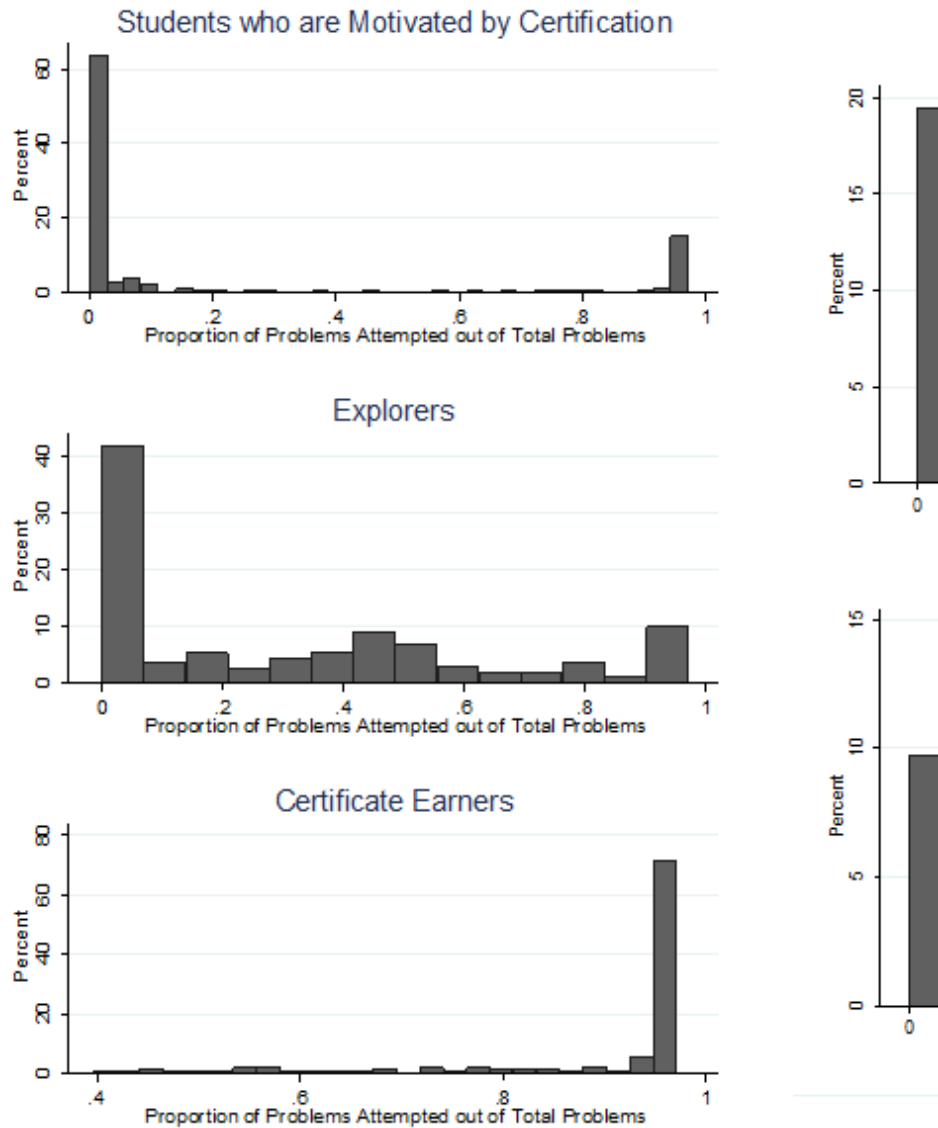 Students who are Motivated by Certification
Percent
60
40
20
0
0 .2 .4 .6 .8 1
Proportion of Problems Attempted out of Total Problems
Explorers
Percent
40
30
20
10
0
0 .2 .4 .6 .8 1
Proportion of Problems Attempted out of Total Problems
Certificate Earners
Percent
80
60
40
20
0
.4 .6 .8 1
Proportion of Problems Attempted out of Total Problems
Percent
20
15
10
5
0
0
Percent
15
10
5
0
0